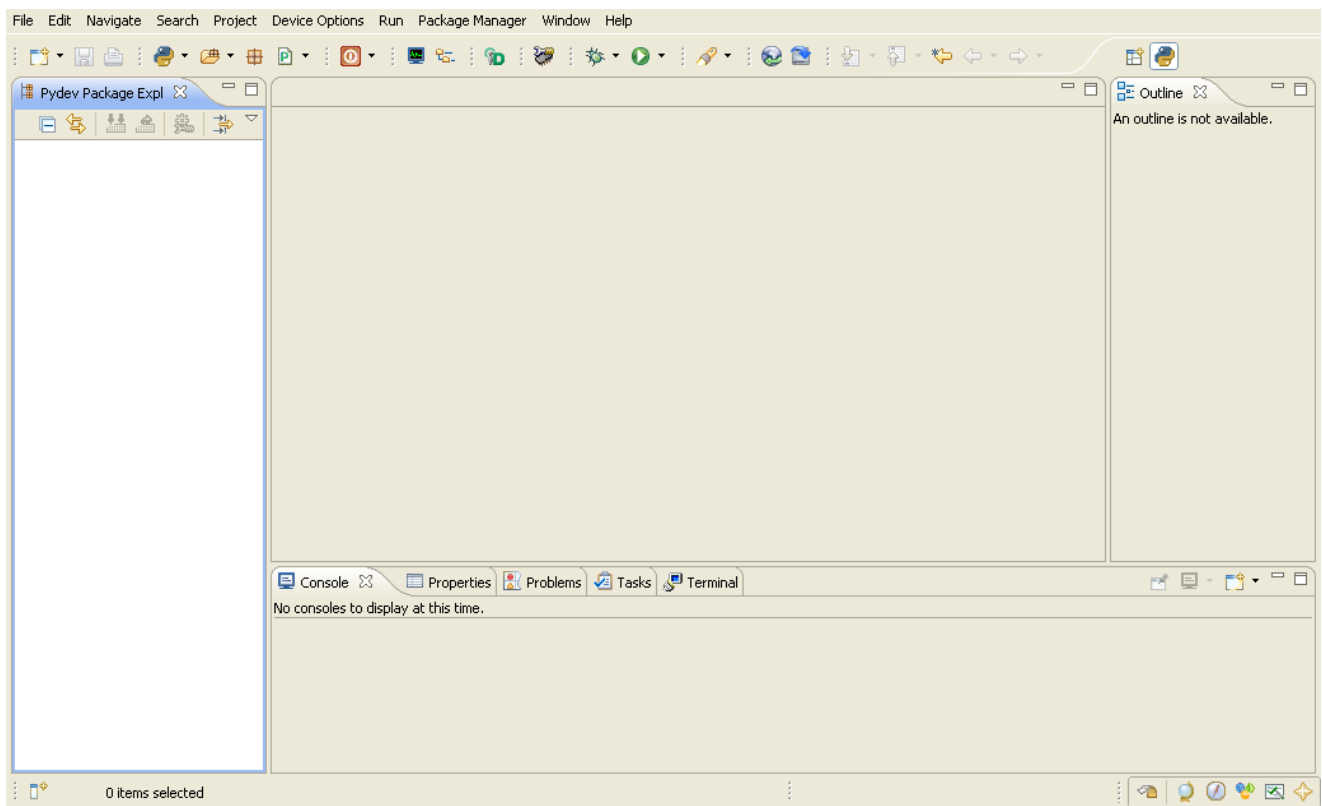 File Edit Navigate Search Project Device Options Run Package Manager Window Help
Pydev Package Expl
Outline
An outline is not available.
Console Properties Problems Tasks Terminal
No consoles to display at this time.
0 items selected